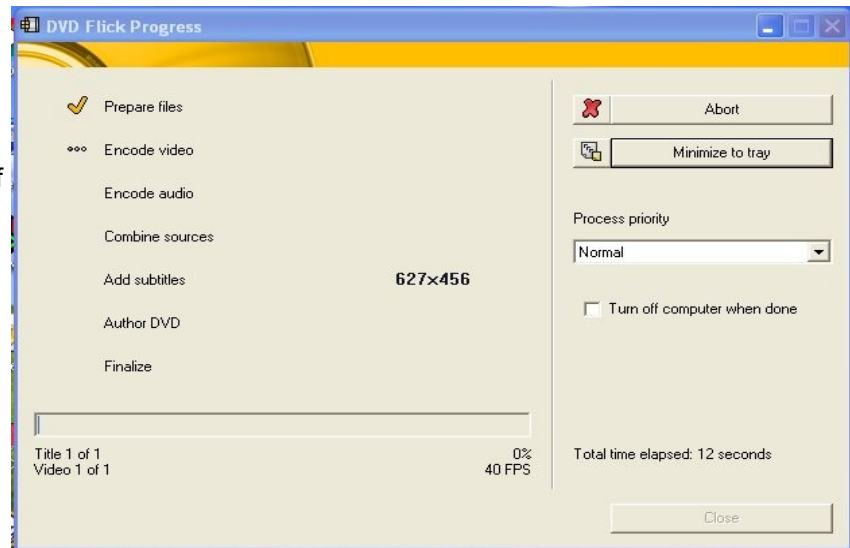 DVD Flick Progress
Prepare files
Encode video
Encode audio
Combine sources
Add subtitles
627×456
Author DVD
Finalize
Title 1 of 1
0%
Video 1 of 1
40 FPS
Abort
Minimize to tray
Process priority
Normal
Turn off computer when done
Total time elapsed: 12 seconds
Close
f